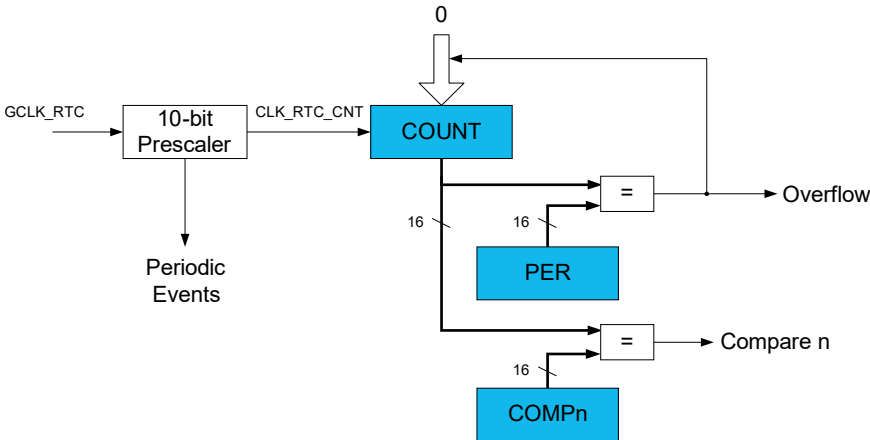 0
GCLK_RTC
10-bit
Prescaler
CLK_RTC_CNT
COUNT
=
Overflow
16
16
PER
Periodic
Events
=
Compare n
16
COMPn